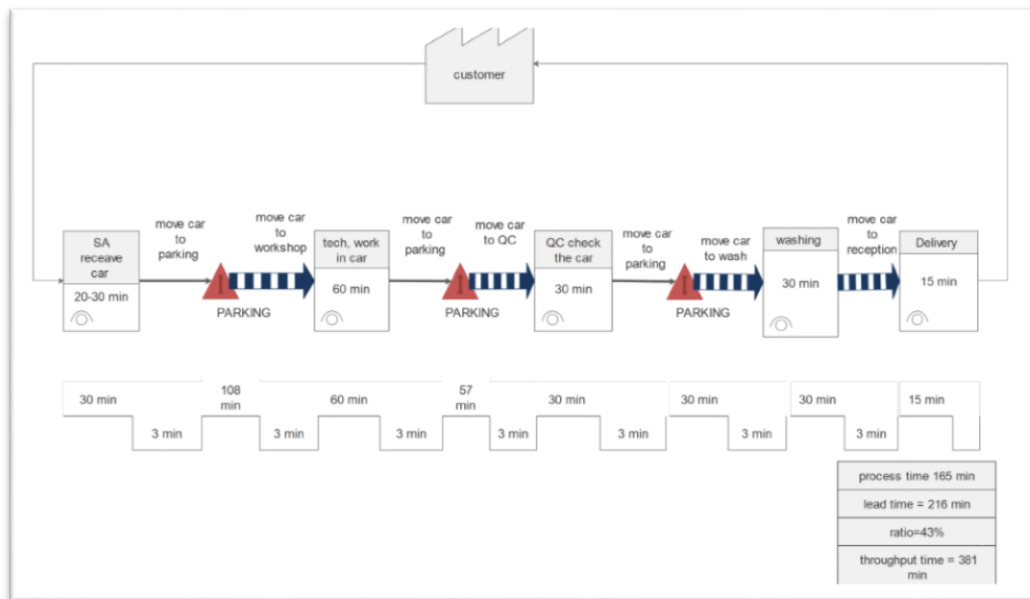 customer
move car
to
parking
move car
to
workshop
move car
to
parking
move car
to QC
move car
to
parking
move car
to wash
move car
to
reception
SA
receave
car
20-30 min
PARKING
tech, work
in car
60 min
PARKING
QC check
the car
30 min
PARKING
washing
30 min
Delivery
15 min
30 min
108
min
60 min
57
min
30 min
30 min
30 min
15 min
3 min
3 min
3 min
3 min
3 min
3 min
3 min
process time 165 min
lead time = 216 min
ratio=43%
throughput time = 381
min